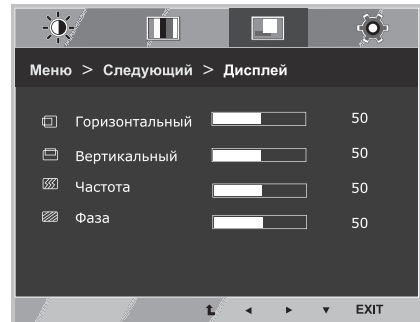 Меню > Следующий > Дисплей
Горизонтальный 50
Вертикальный 50
Частота 50
Фаза 50
EXIT